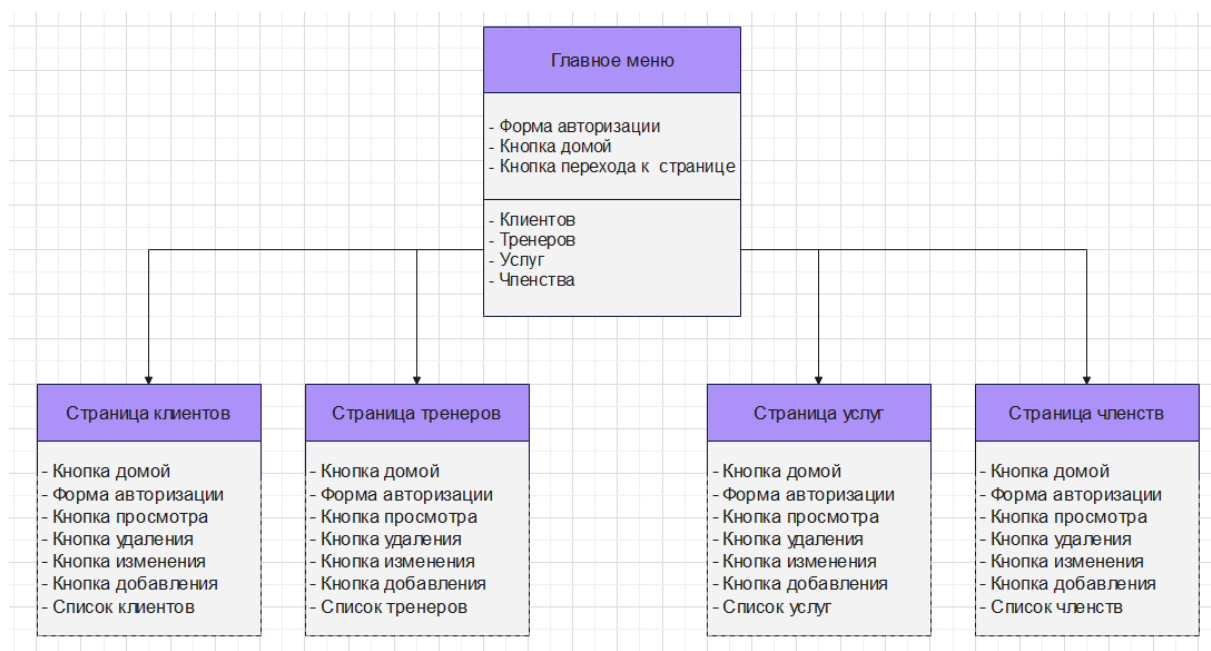 Главное меню
- Форма авторизации
- Кнопка домой
- Кнопка перехода к странице
- Клиентов
- Тренеров
- Услуг
- Членства
Страница клиентов
- Кнопка домой
- Форма авторизации
- Кнопка просмотра
- Кнопка удаления
- Кнопка изменения
- Кнопка добавления
- Список клиентов
Страница тренеров
- Кнопка домой
- Форма авторизации
- Кнопка просмотра
- Кнопка удаления
- Кнопка изменения
- Кнопка добавления
- Список тренеров
Страница услуг
- Кнопка домой
- Форма авторизации
- Кнопка просмотра
- Кнопка удаления
- Кнопка изменения
- Кнопка добавления
- Список услуг
Страница членств
- Кнопка домой
- Форма авторизации
- Кнопка просмотра
- Кнопка удаления
- Кнопка изменения
- Кнопка добавления
- Список членств